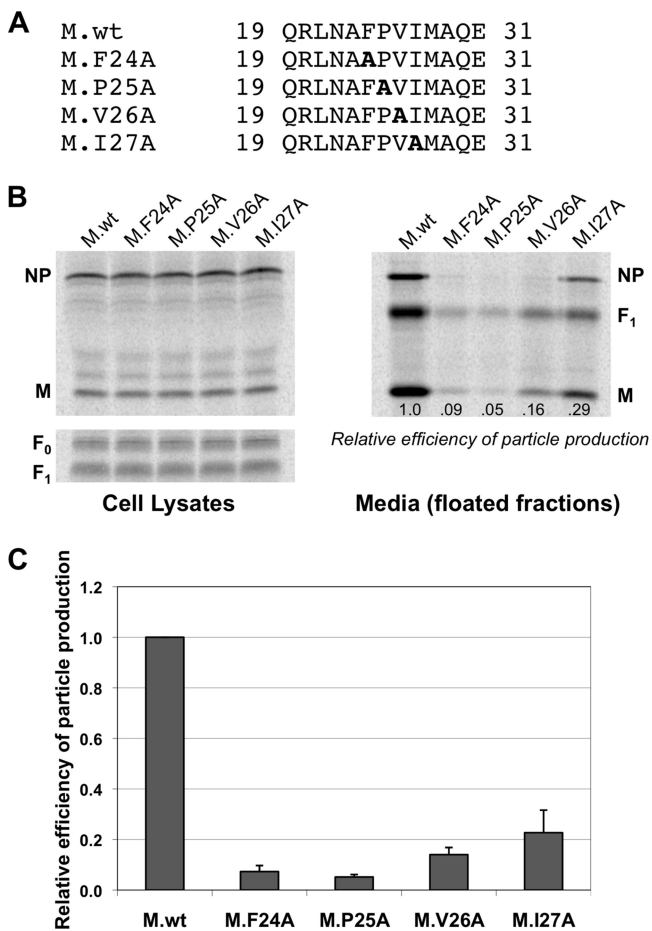 A
M.wt 19 QRLNAFPVIMAQE 31
M.F24A 19 QRLNAAPVIMAQE 31
M.P25A 19 QRLNAFAVIMAQE 31
M.V26A 19 QRLNAFPAIMAQE 31
M.I27A 19 QRLNAFPVAMAQE 31
B
M.wt M.F24A M.P25A M.V26A M.I27A
M.wt M.F24A M.P25A M.V26A M.I27A
NP
M
F0
F1
Cell Lysates
NP
F1
M
1.0 .09 .05 .16 .29
Relative efficiency of particle production
Media (floated fractions)
C
Relative efficiency of particle production
1.2
1.0
0.8
0.6
0.4
0.2
0.0
M.wt M.F24A M.P25A M.V26A M.I27A